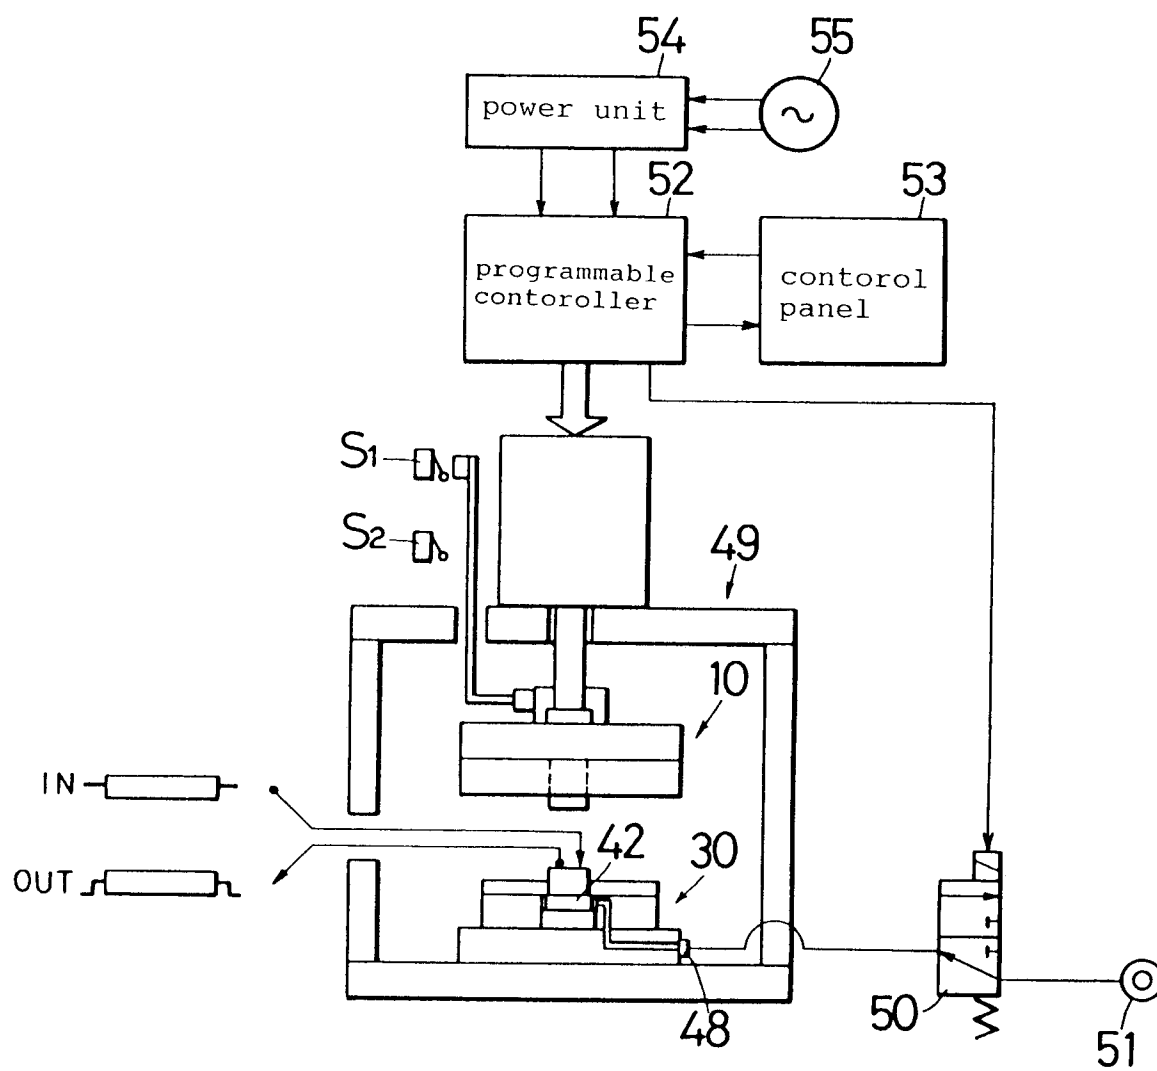 54
55
power unit
52
53
programmable
contoroller
contorol
panel
S1
S2
49
10
IN
42
30
OUT
50
48
51